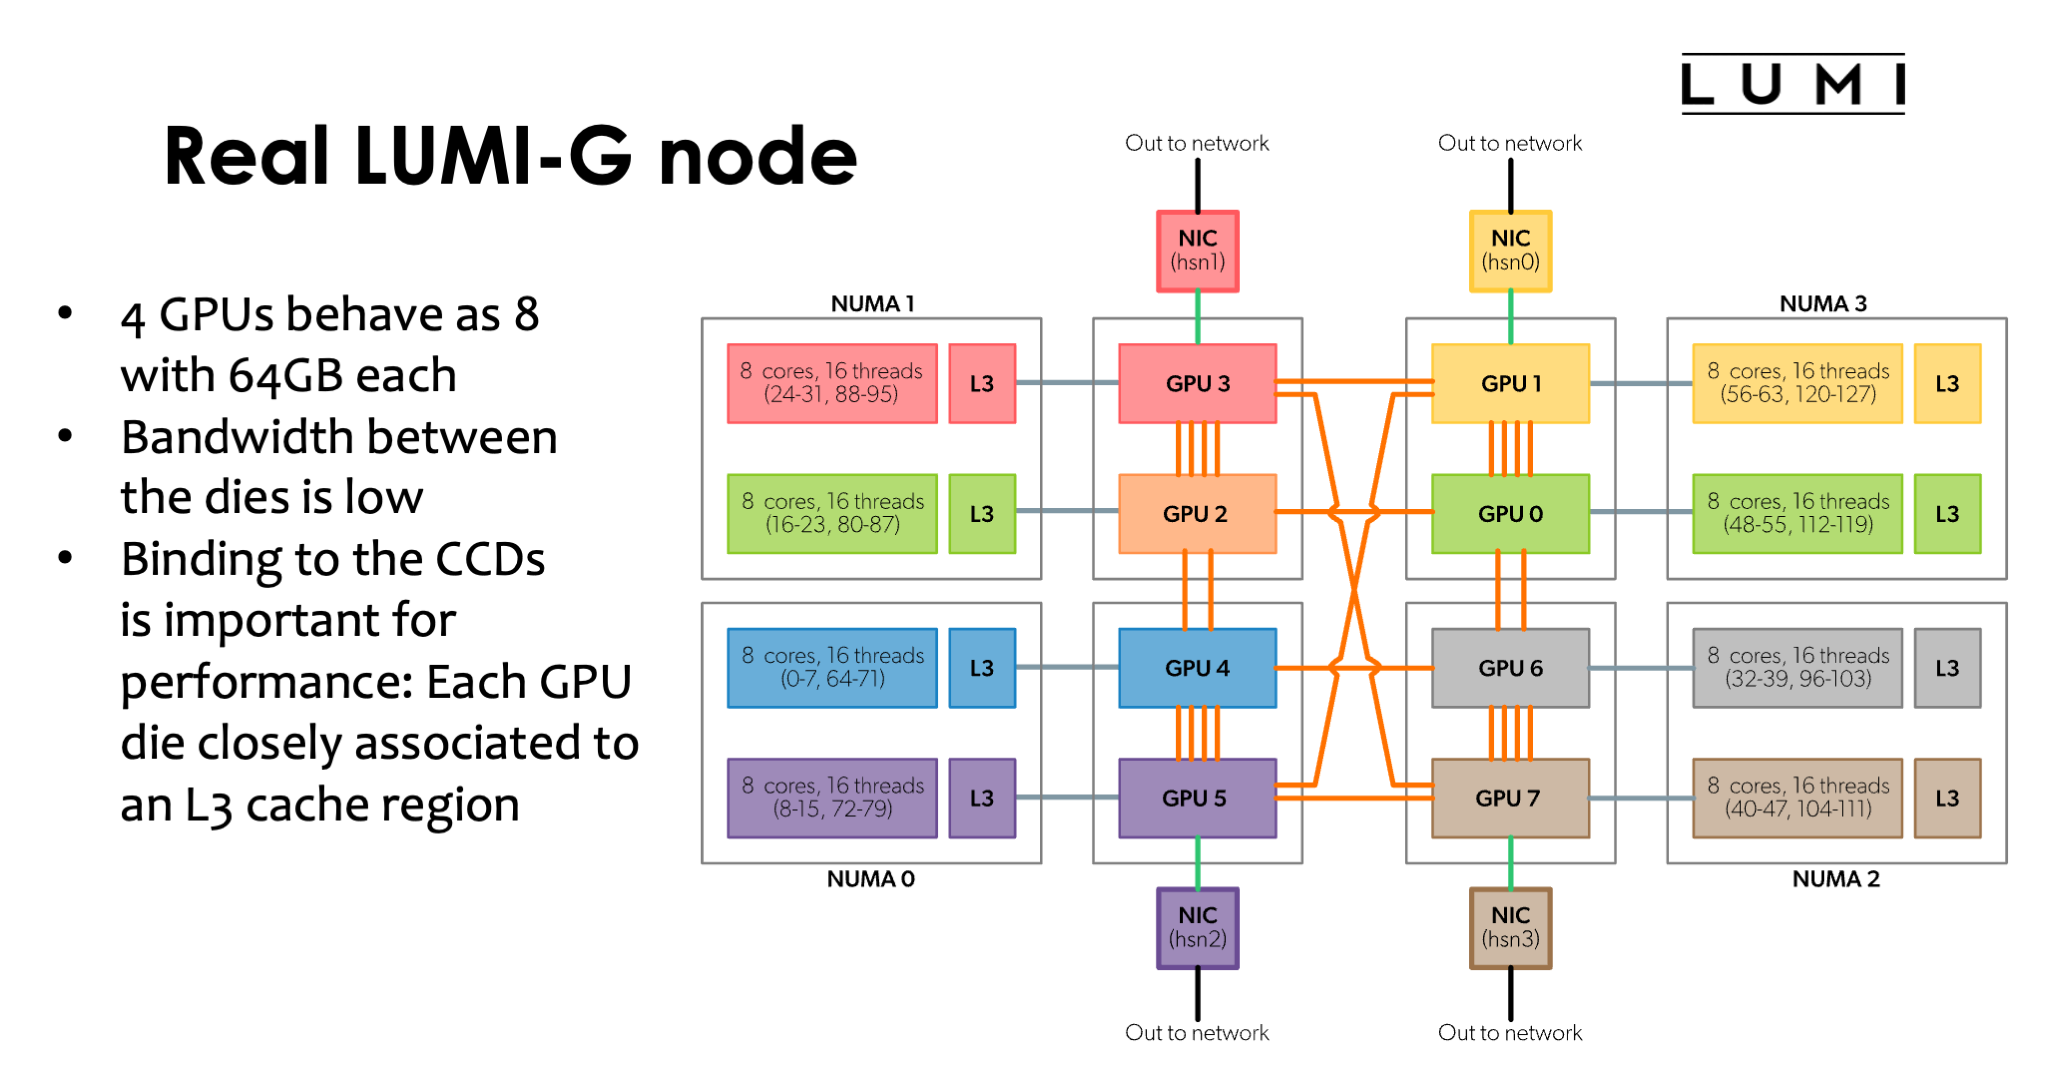 LUMI
Real LUMI-G node
• 4 GPUs behave as 8
with 64GB each
• Bandwidth between
the dies is low
• Binding to the CCDs
is important for
performance: Each GPU
die closely associated to
an L3 cache region
Out to network
Out to network
NIC
(hsn1)
NIC
(hsn0)
NUMA 1
NUMA 3
8 cores, 16 threads
(24-31, 88-95)
L3
GPU 3
GPU 1
8 cores, 16 threads
(56-63, 120-127)
L3
8 cores, 16 threads
(16-23, 80-87)
L3
GPU 2
GPU 0
8 cores, 16 threads
(48-55, 112-119)
L3
8 cores, 16 threads
(0-7, 64-71)
L3
GPU 4
GPU 6
8 cores, 16 threads
(32-39, 96-103)
L3
8 cores, 16 threads
(8-15, 72-79)
L3
GPU 5
GPU 7
8 cores, 16 threads
(40-47, 104-111)
L3
NUMA 0
NUMA 2
NIC
(hsn2)
NIC
(hsn3)
Out to network
Out to network